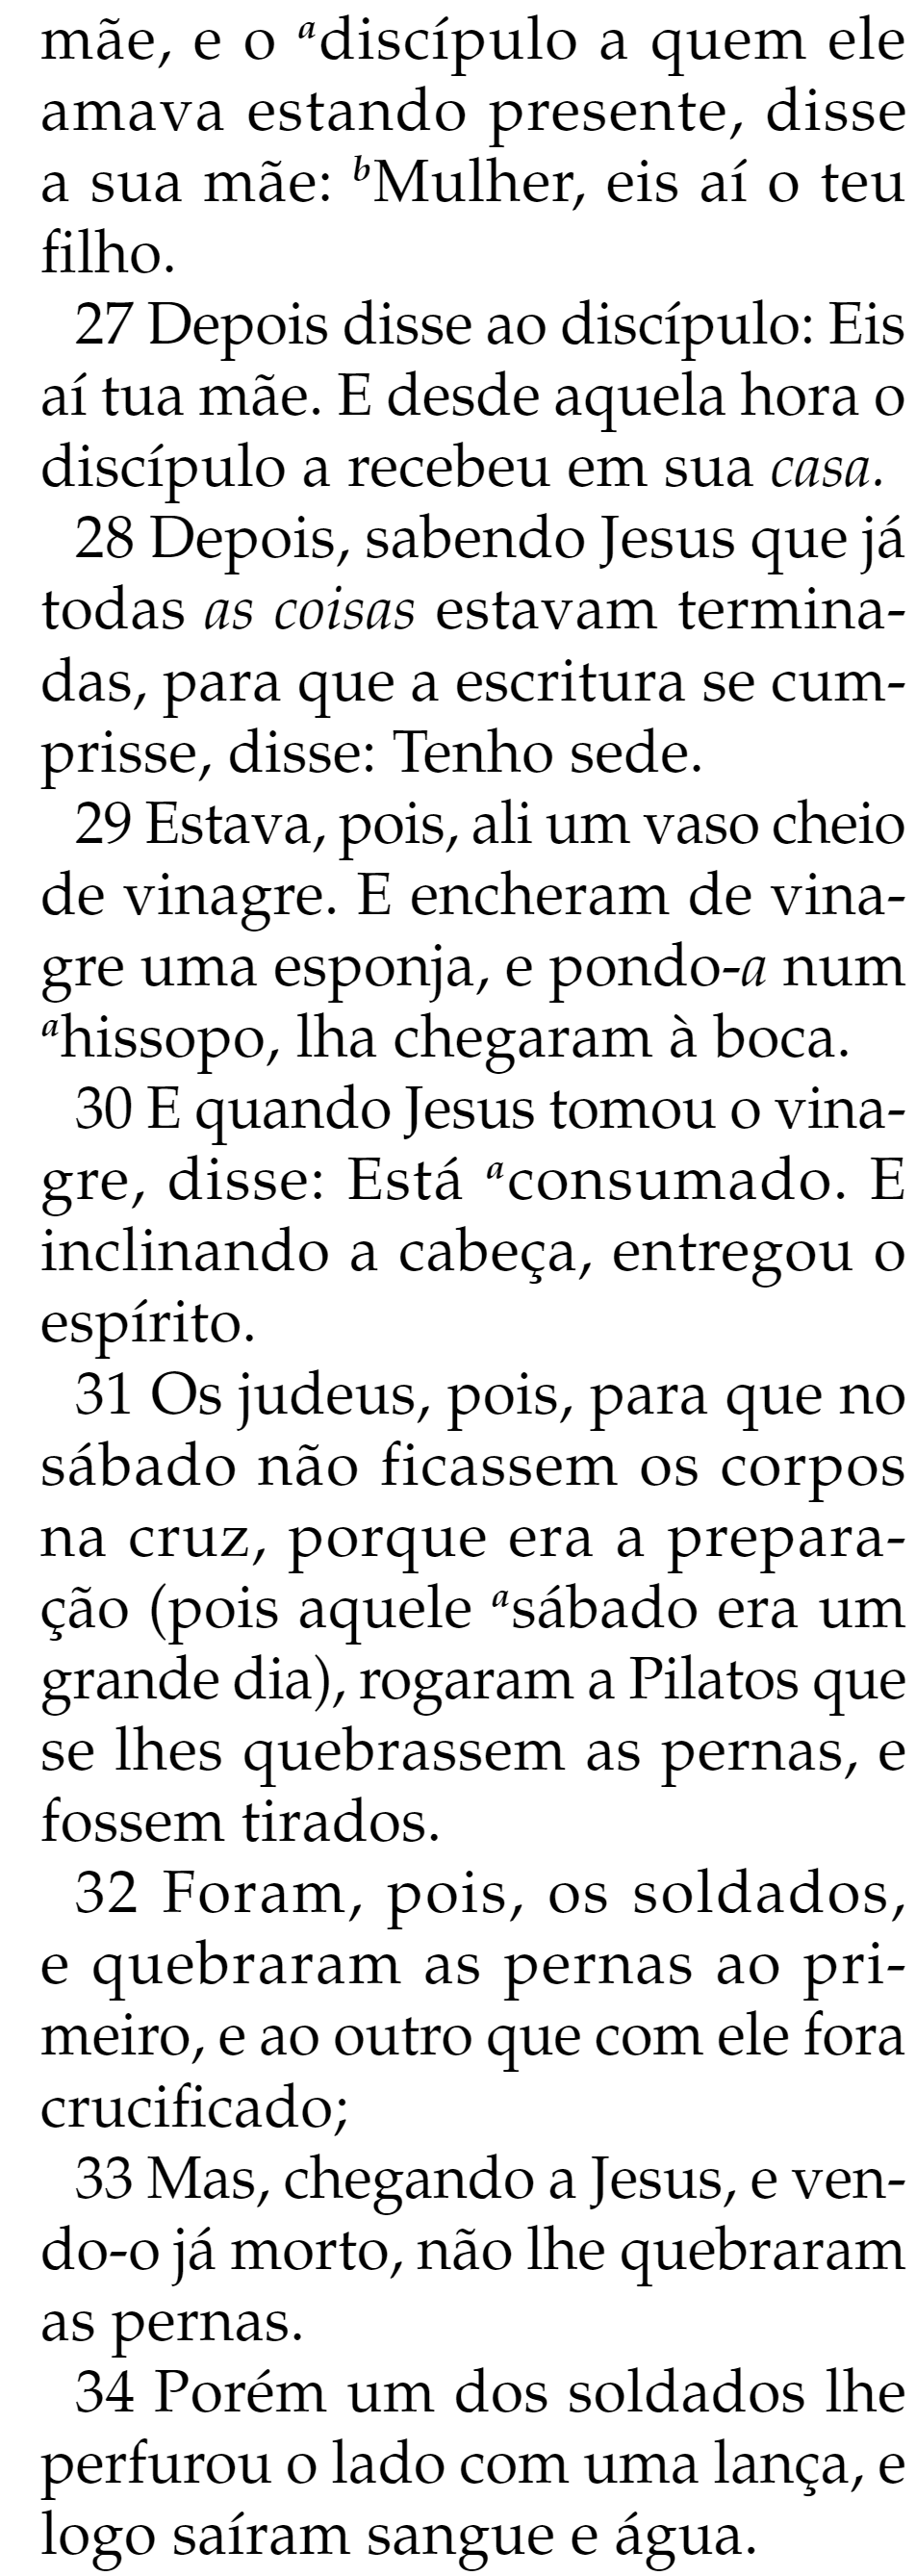 mãe, e o ᵃdiscípulo a quem ele
amava estando presente, disse
a sua mãe: ᵇMulher, eis aí o teu
filho.
27 Depois disse ao discípulo: Eis
aí tua mãe. E desde aquela hora o
discípulo a recebeu em sua casa.
28 Depois, sabendo Jesus que já
todas as coisas estavam termina-
das, para que a escritura se cum-
prisse, disse: Tenho sede.
29 Estava, pois, ali um vaso cheio
de vinagre. E encheram de vina-
gre uma esponja, e pondo-a num
ᵃhissopo, lha chegaram à boca.
30 E quando Jesus tomou o vina-
gre, disse: Está ᵃconsumado. E
inclinando a cabeça, entregou o
espírito.
31 Os judeus, pois, para que no
sábado não ficassem os corpos
na cruz, porque era a prepara-
ção (pois aquele ᵃsábado era um
grande dia), rogaram a Pilatos que
se lhes quebrassem as pernas, e
fossem tirados.
32 Foram, pois, os soldados,
e quebraram as pernas ao pri-
meiro, e ao outro que com ele fora
crucificado;
33 Mas, chegando a Jesus, e ven-
do-o já morto, não lhe quebraram
as pernas.
34 Porém um dos soldados lhe
perfurou o lado com uma lança, e
logo saíram sangue e água.